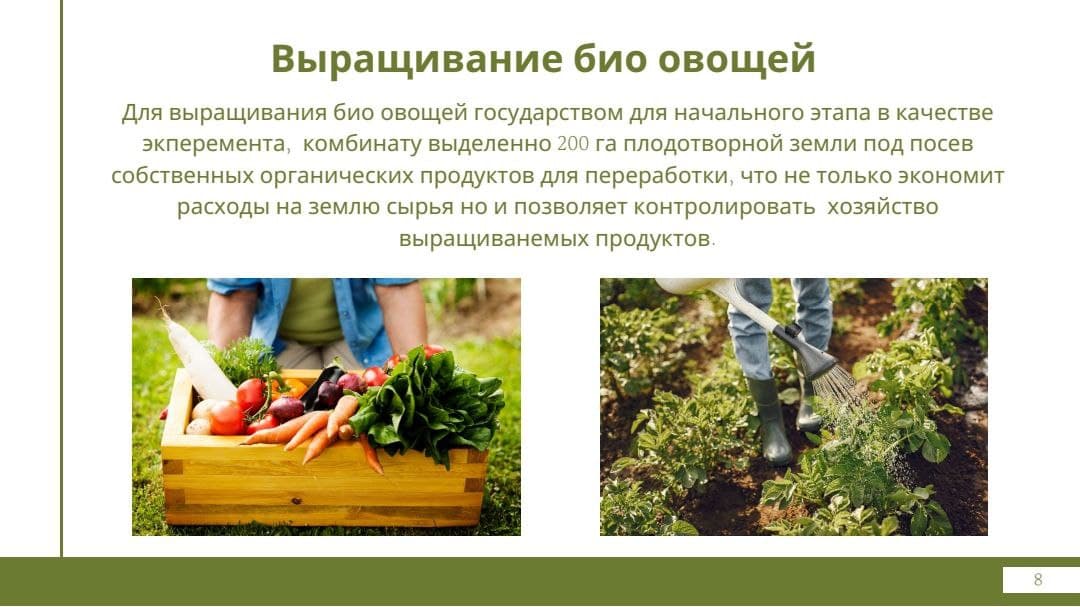 Выращивание био овощей
Для выращивания био овощей государством для начального этапа в качестве
экперемента,  комбинату выделенно 200 га плодотворной земли под посев
собственных органических продуктов для переработки, что не только экономит
расходы на землю сырья но и позволяет контролировать  хозяйство
выращиванемых продуктов.
8